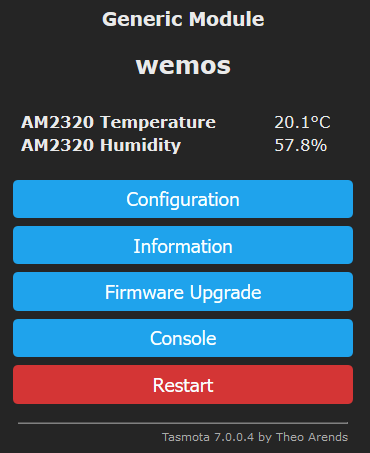 Generic Module
wemos
AM2320 Temperature 20.1°C
AM2320 Humidity 57.8%
Configuration
Information
Firmware Upgrade
Console
Restart
Tasmota 7.0.0.4 by Theo Arends